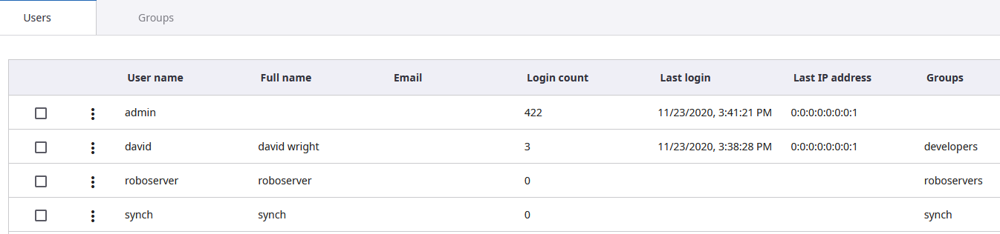 Users Groups
User name Full name Email Login count Last login Last IP address Groups
admin 422 11/23/2020, 3:41:21 PM 0:0:0:0:0:0:0:1
david david wright 3 11/23/2020, 3:38:28 PM 0:0:0:0:0:0:0:1 developers
roboserver roboserver 0 roboservers
synch synch 0 synch